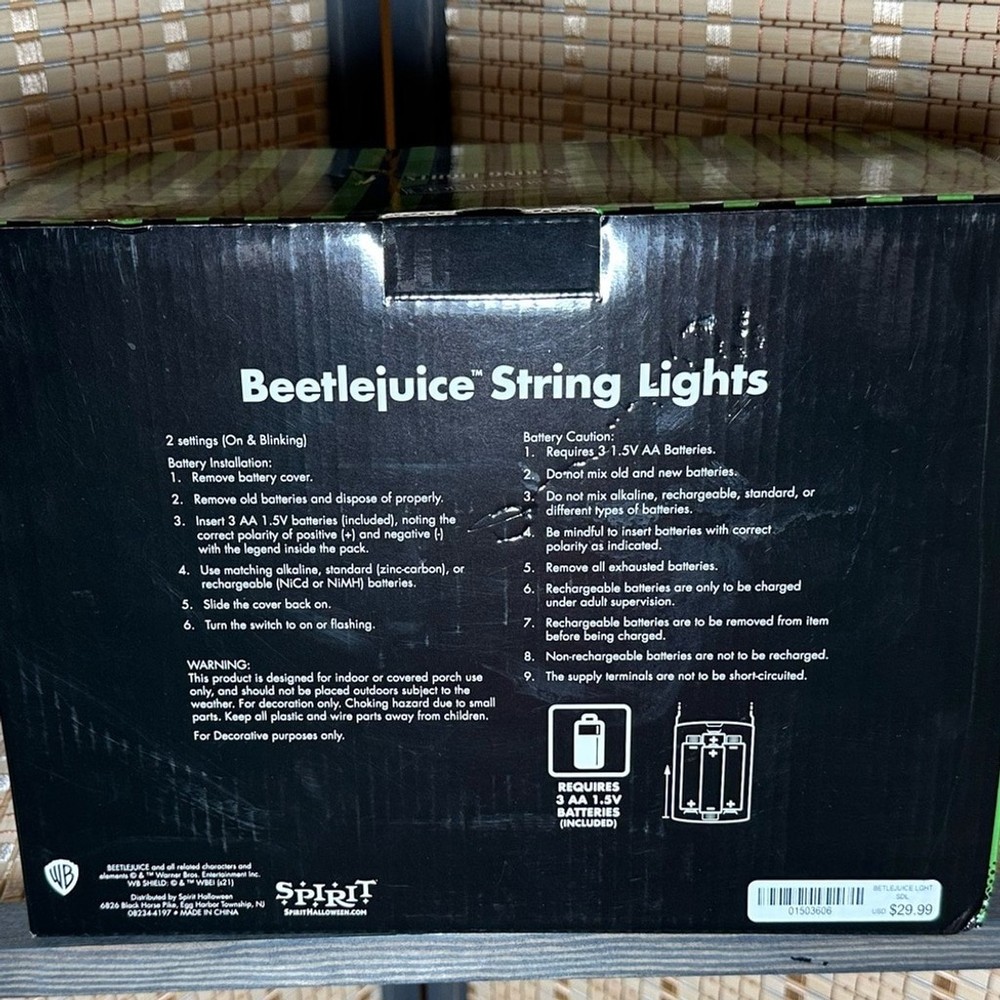 STRING LIGHTS
Beetlejuice™ String Lights
2 settings (On & Blinking)
Battery Installation:
1. Remove battery cover.
2. Remove old batteries and dispose of properly.
3. Insert 3 AA 1.5V batteries (included), noting the
correct polarity of positive (+) and negative (-)
with the legend inside the pack.
4. Use matching alkaline, standard (zinc-carbon), or
rechargeable (NiCd or NiMH) batteries.
5. Slide the cover back on.
6. Turn the switch to on or flashing.
WARNING:
This product is designed for indoor or covered porch use
only, and should not be placed outdoors subject to the
weather. For decoration only. Choking hazard due to small
parts. Keep all plastic and wire parts away from children.
For Decorative purposes only.
Battery Caution:
1. Requires 3 1.5V AA Batteries.
2. Do not mix old and new batteries.
3. Do not mix alkaline, rechargeable, standard, or
different types of batteries.
4. Be mindful to insert batteries with correct
polarity as indicated.
5. Remove all exhausted batteries.
6. Rechargeable batteries are only to be charged
under adult supervision.
7. Rechargeable batteries are to be removed from item
before being charged.
8. Non-rechargeable batteries are not to be recharged.
9. The supply terminals are not to be short-circuited.
REQUIRES
3 AA 1.5V
BATTERIES
(INCLUDED)
WB
BEETLEJUICE and all related characters and
elements © & ™ Warner Bros. Entertainment Inc.
WB SHIELD: © & ™ WBEI (s21)
Distributed by Spirit Halloween
6826 Black Horse Pike, Egg Harbor Township, NJ
08234-4197 • MADE IN CHINA
SPIRIT
SPIRITHALLOWEEN.COM
BETLEJUICE LGHT
SDL
01503606
USD $29.99